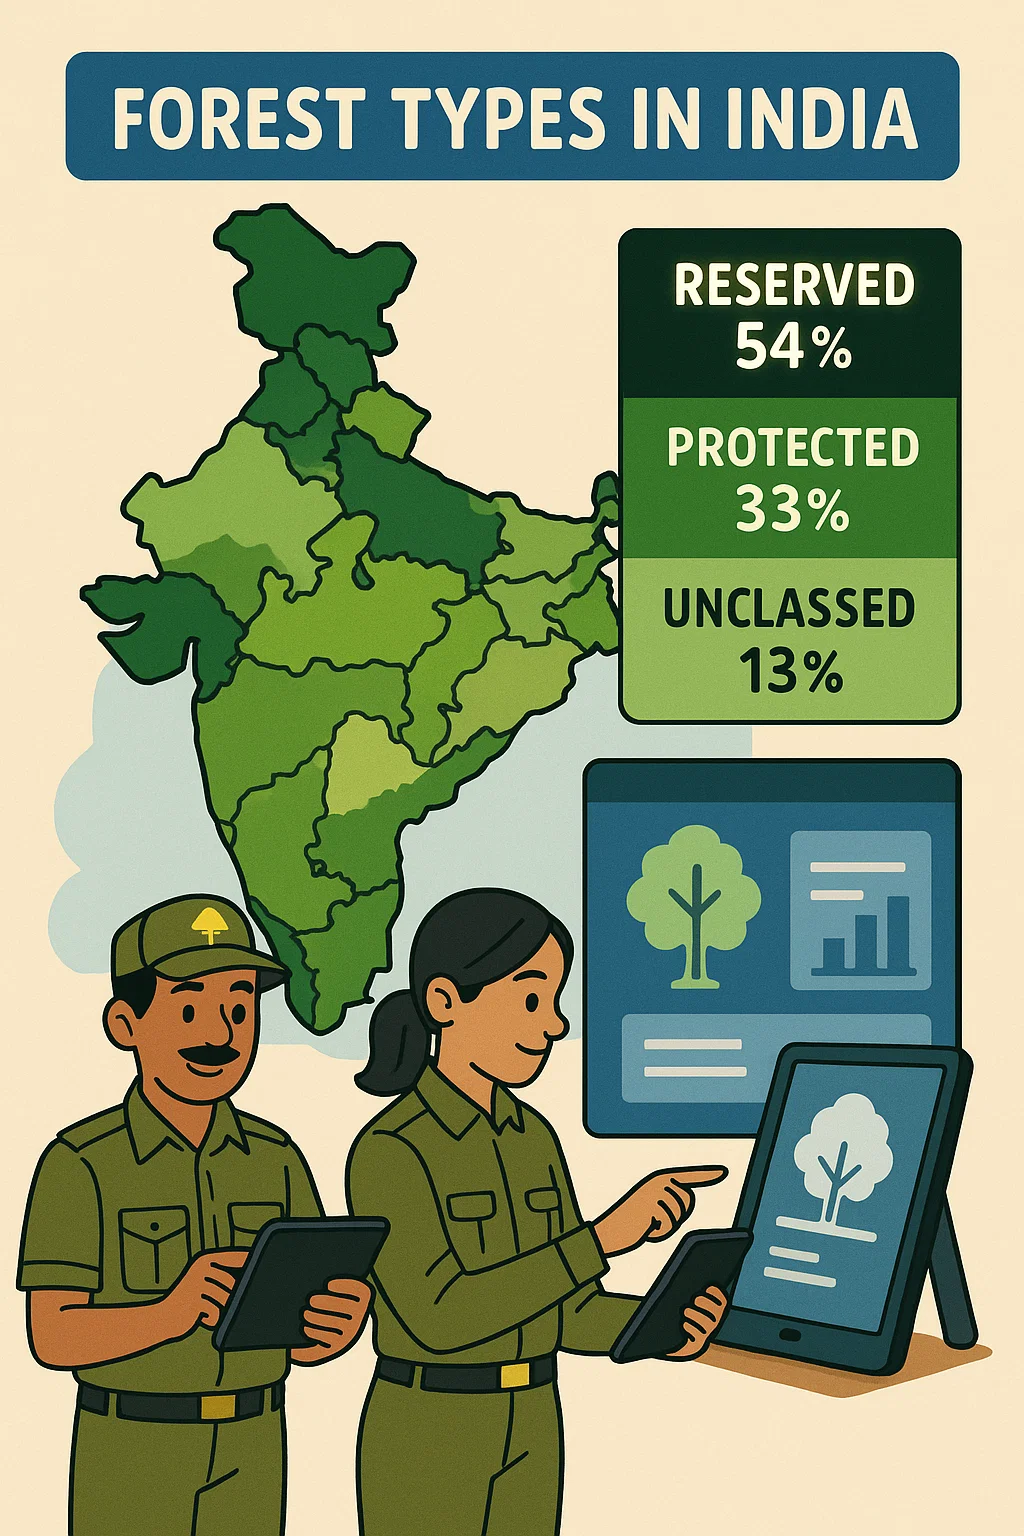 FOREST TYPES IN INDIA
RESERVED
54%
PROTECTED
33%
UNCLASSED
13%